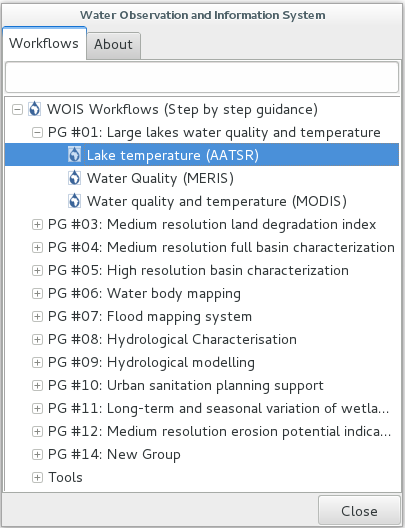 Water Observation and Information System
Workflows About
WOIS Workflows (Step by step guidance)
PG #01: Large lakes water quality and temperature
Lake temperature (AATSR)
Water Quality (MERIS)
Water quality and temperature (MODIS)
PG #03: Medium resolution land degradation index
PG #04: Medium resolution full basin characterization
PG #05: High resolution basin characterization
PG #06: Water body mapping
PG #07: Flood mapping system
PG #08: Hydrological Characterisation
PG #09: Hydrological modelling
PG #10: Urban sanitation planning support
PG #11: Long-term and seasonal variation of wetla...
PG #12: Medium resolution erosion potential indica...
PG #14: New Group
Tools
Close